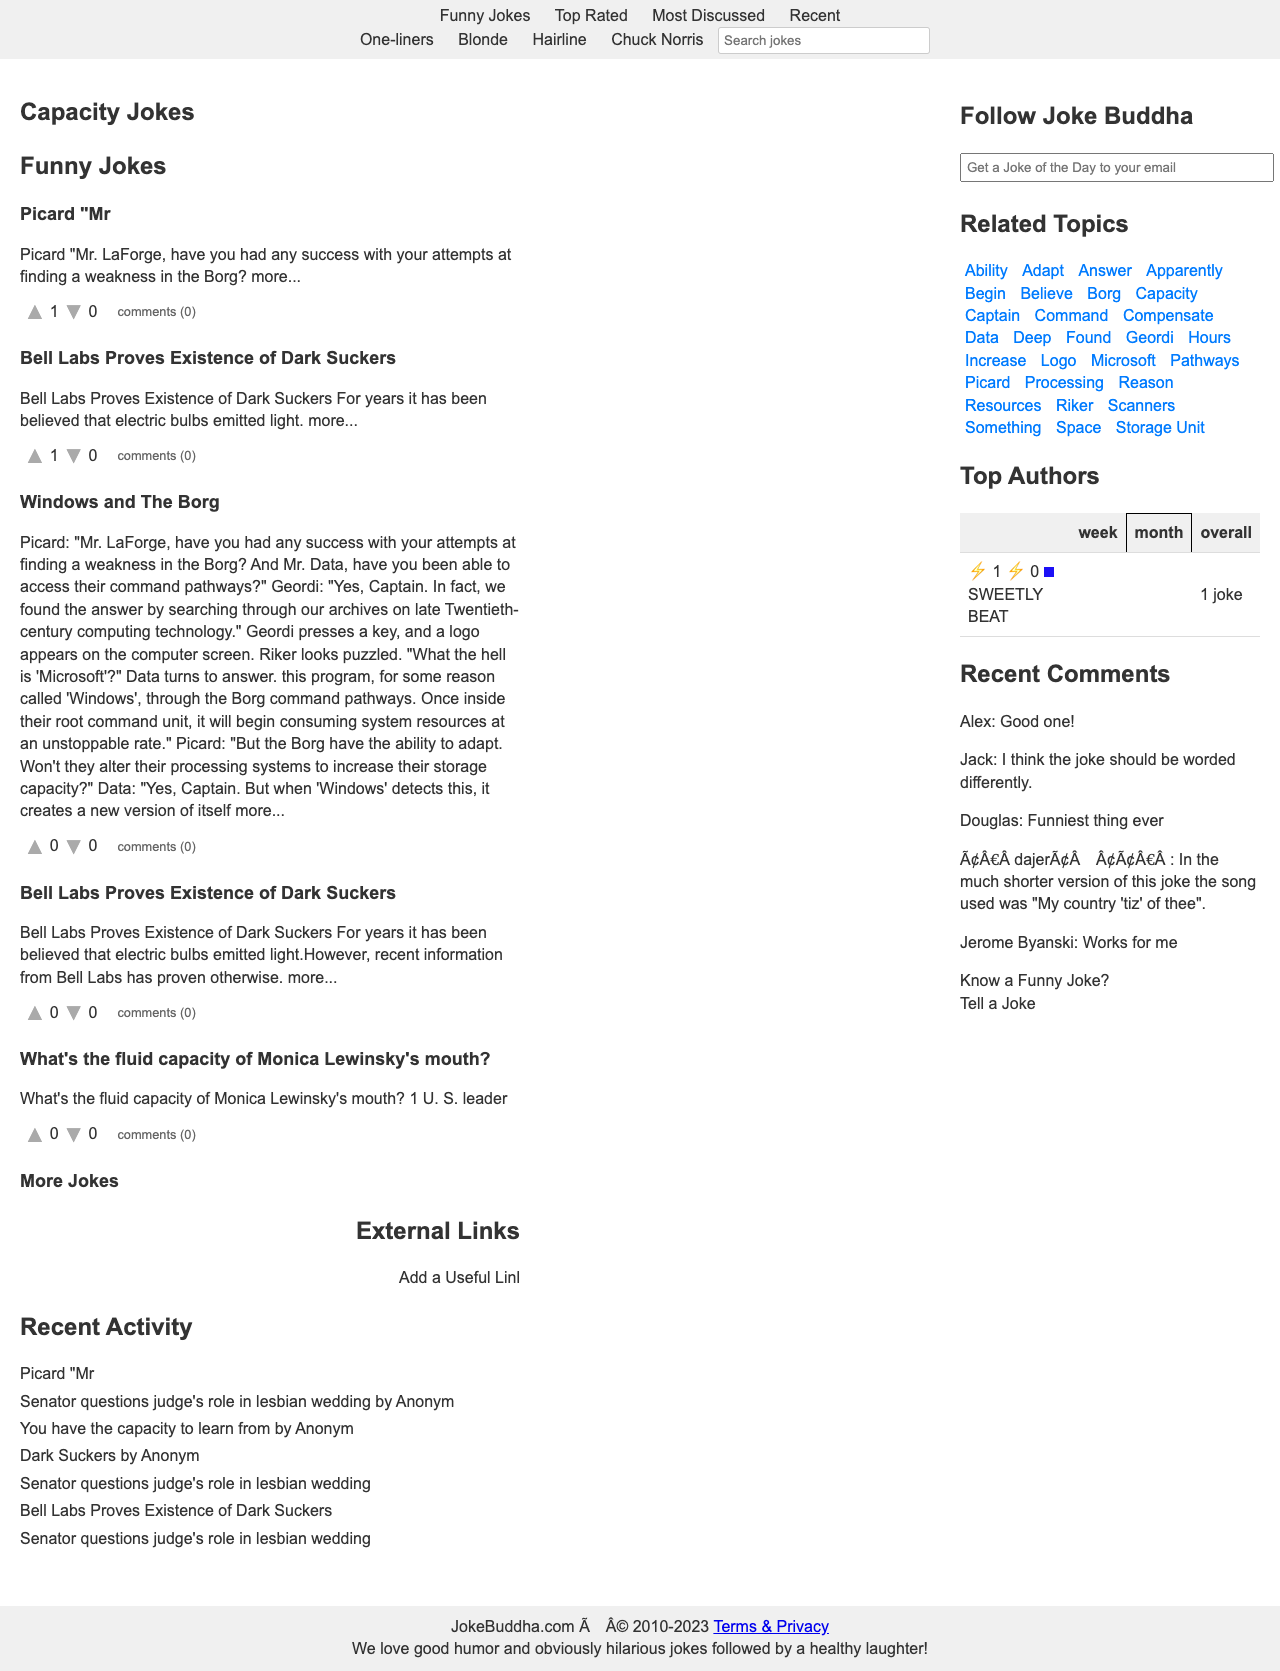 Funny Jokes Top Rated Most Discussed Recent
One-liners Blonde Hairline Chuck Norris Search jokes
Capacity Jokes
Funny Jokes
Picard "Mr
Picard "Mr. LaForge, have you had any success with your attempts at
finding a weakness in the Borg? more...
▲ 1 ▼ 0 comments (0)
Bell Labs Proves Existence of Dark Suckers
Bell Labs Proves Existence of Dark Suckers For years it has been
believed that electric bulbs emitted light. more...
▲ 1 ▼ 0 comments (0)
Windows and The Borg
Picard: "Mr. LaForge, have you had any success with your attempts at
finding a weakness in the Borg? And Mr. Data, have you been able to
access their command pathways?" Geordi: "Yes, Captain. In fact, we
found the answer by searching through our archives on late Twentieth-
century computing technology." Geordi presses a key, and a logo
appears on the computer screen. Riker looks puzzled. "What the hell
is 'Microsoft'?" Data turns to answer. this program, for some reason
called 'Windows', through the Borg command pathways. Once inside
their root command unit, it will begin consuming system resources at
an unstoppable rate." Picard: "But the Borg have the ability to adapt.
Won't they alter their processing systems to increase their storage
capacity?" Data: "Yes, Captain. But when 'Windows' detects this, it
creates a new version of itself more...
▲ 0 ▼ 0 comments (0)
Bell Labs Proves Existence of Dark Suckers
Bell Labs Proves Existence of Dark Suckers For years it has been
believed that electric bulbs emitted light.However, recent information
from Bell Labs has proven otherwise. more...
▲ 0 ▼ 0 comments (0)
What's the fluid capacity of Monica Lewinsky's mouth?
What's the fluid capacity of Monica Lewinsky's mouth? 1 U. S. leader
▲ 0 ▼ 0 comments (0)
More Jokes
External Links
Add a Useful Linl
Recent Activity
Picard "Mr
Senator questions judge's role in lesbian wedding by Anonym
You have the capacity to learn from by Anonym
Dark Suckers by Anonym
Senator questions judge's role in lesbian wedding
Bell Labs Proves Existence of Dark Suckers
Senator questions judge's role in lesbian wedding
Follow Joke Buddha
Get a Joke of the Day to your email
Related Topics
Ability Adapt Answer Apparently
Begin Believe Borg Capacity
Captain Command Compensate
Data Deep Found Geordi Hours
Increase Logo Microsoft Pathways
Picard Processing Reason
Resources Riker Scanners
Something Space Storage Unit
Top Authors
week month overall
⚡ 1 ⚡ 0 ■
SWEETLY 1 joke
BEAT
Recent Comments
Alex: Good one!
Jack: I think the joke should be worded
differently.
Douglas: Funniest thing ever
Ã¢Â€Â dajerÃ¢Â Â¢Ã¢Â€Â : In the
much shorter version of this joke the song
used was "My country 'tiz' of thee".
Jerome Byanski: Works for me
Know a Funny Joke?
Tell a Joke
JokeBuddha.com Ã Â© 2010-2023 Terms & Privacy
We love good humor and obviously hilarious jokes followed by a healthy laughter!